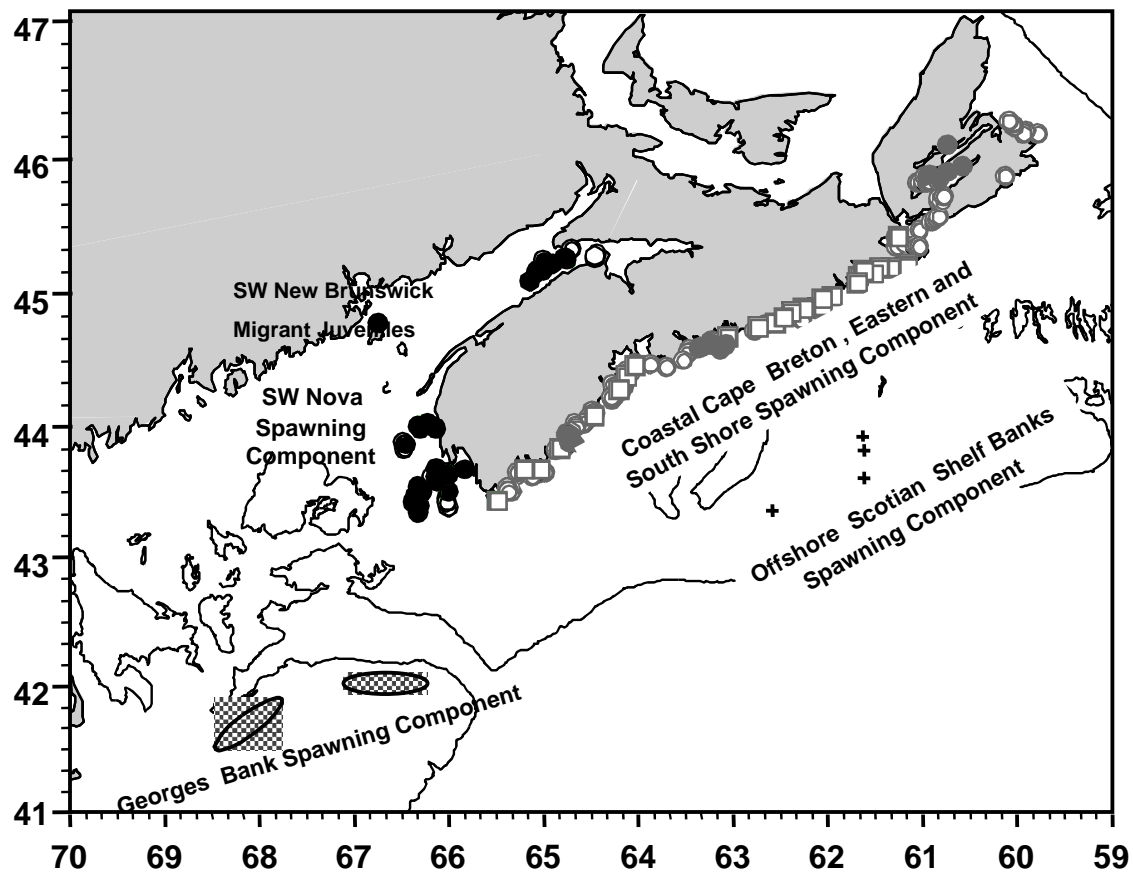 47
46
45
44
43
42
41
SW New Brunswick
Migrant Juveniles
SW Nova
Spawning
Component
Coastal Cape Breton , Eastern and
South Shore Spawning Component
Offshore Scotian Shelf Banks
Spawning Component
Georges Bank Spawning Component
70 69 68 67 66 65 64 63 62 61 60 59